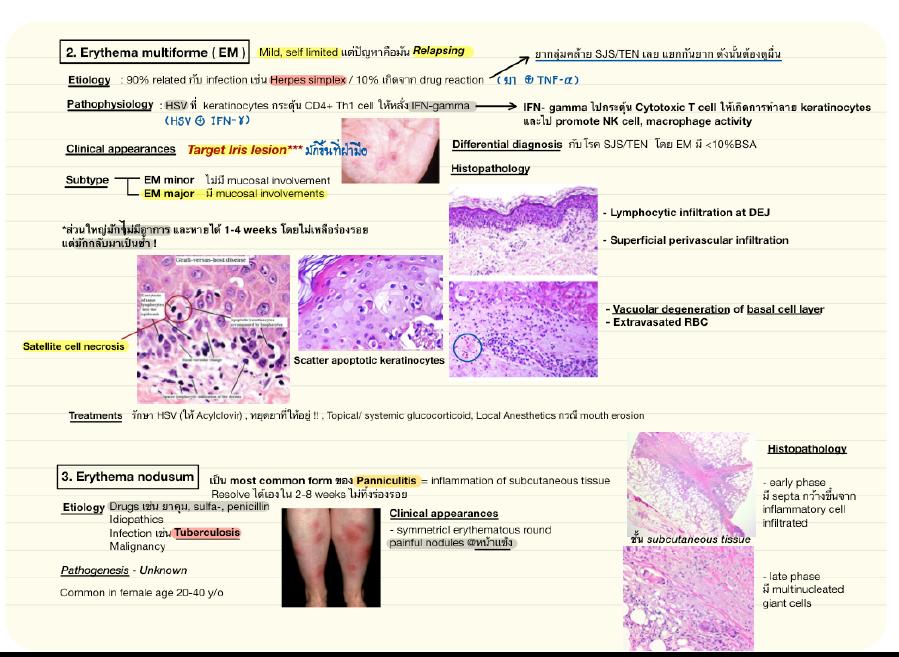 2. Erythema multiforme ( EM )
Mild, self limited แต่ปัญหาคือมัน Relapsing
ยากลุ่มคล้าย SJS/TEN เลย แยกกันยาก ดังนั้นต้องดูผื่น
Etiology : 90% related กับ infection เช่น Herpes simplex / 10% เกิดจาก drug reaction (ยา ⊕ TNF-α)
Pathophysiology : HSV ที่ keratinocytes กระตุ้น CD4+ Th1 cell ให้หลั่ง IFN-gamma
(HSV ⊕ IFN-γ)
IFN- gamma ไปกระตุ้น Cytotoxic T cell ให้เกิดการทำลาย keratinocytes
และไป promote NK cell, macrophage activity
Clinical appearances Target Iris lesion*** มักขึ้นที่ฝ่ามือ
Differential diagnosis กับโรค SJS/TEN โดย EM มี <10%BSA
Subtype
EM minor ไม่มี mucosal involvement
EM major มี mucosal involvements
*ส่วนใหญ่มักไม่มีอาการ และหายได้ 1-4 weeks โดยไม่เหลือร่องรอย
แต่มักกลับมาเป็นซ้ำ !
Histopathology
- Lymphocytic infiltration at DEJ
- Superficial perivascular infiltration
- Vacuolar degeneration of basal cell layer
- Extravasated RBC
Graft-versus-host disease
Satellite cell necrosis
Scatter apoptotic keratinocytes
Treatments รักษา HSV (ให้ Acylclovir) , หยุดยาที่ให้อยู่ !! , Topical/ systemic glucocorticoid, Local Anesthetics กรณี mouth erosion
3. Erythema nodusum
เป็น most common form ของ Panniculitis = inflammation of subcutaneous tissue
Resolve ได้เองใน 2-8 weeks ไม่ทิ้งร่องรอย
Etiology Drugs เช่น ยาคุม, sulfa-, penicillin
Idiopathics
Infection เช่น Tuberculosis
Malignancy
Pathogenesis - Unknown
Common in female age 20-40 y/o
Clinical appearances
- symmetricl erythematous round
painful nodules @หน้าแข้ง
Histopathology
- early phase
มี septa กว้างขึ้นจาก
inflammatory cell
infiltrated
ชั้น subcutaneous tissue
- late phase
มี multinucleated
giant cells